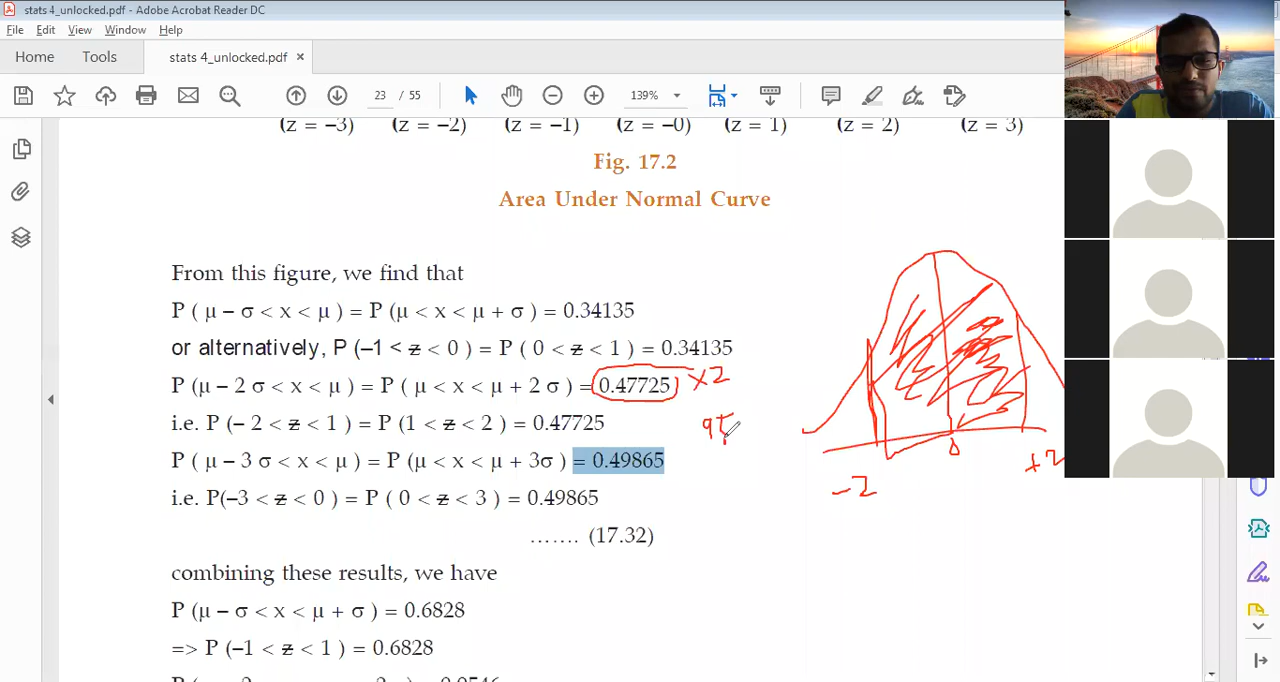 stats 4_unlocked.pdf - Adobe Acrobat Reader DC
File Edit View Window Help
Home Tools stats 4_unlocked.pdf ×
23 / 55 139%
(z = –3) (z = –2) (z = –1) (z = –0) (z = 1) (z = 2) (z = 3)
Fig. 17.2
Area Under Normal Curve
From this figure, we find that
P ( μ – σ < x < μ ) = P (μ < x < μ + σ ) = 0.34135
or alternatively, P (–1 < z < 0 ) = P ( 0 < z < 1 ) = 0.34135
P (μ – 2 σ < x < μ ) = P ( μ < x < μ + 2 σ ) = 0.47725 x2
i.e. P ( – 2 < z < 1 ) = P (1 < z < 2 ) = 0.47725
P ( μ – 3 σ < x < μ ) = P (μ < x < μ + 3σ ) = 0.49865
i.e. P(–3 < z < 0 ) = P ( 0 < z < 3 ) = 0.49865
……. (17.32)
combining these results, we have
P (μ – σ < x < μ + σ ) = 0.6828
=> P (–1 < z < 1 ) = 0.6828
-2 0 +2